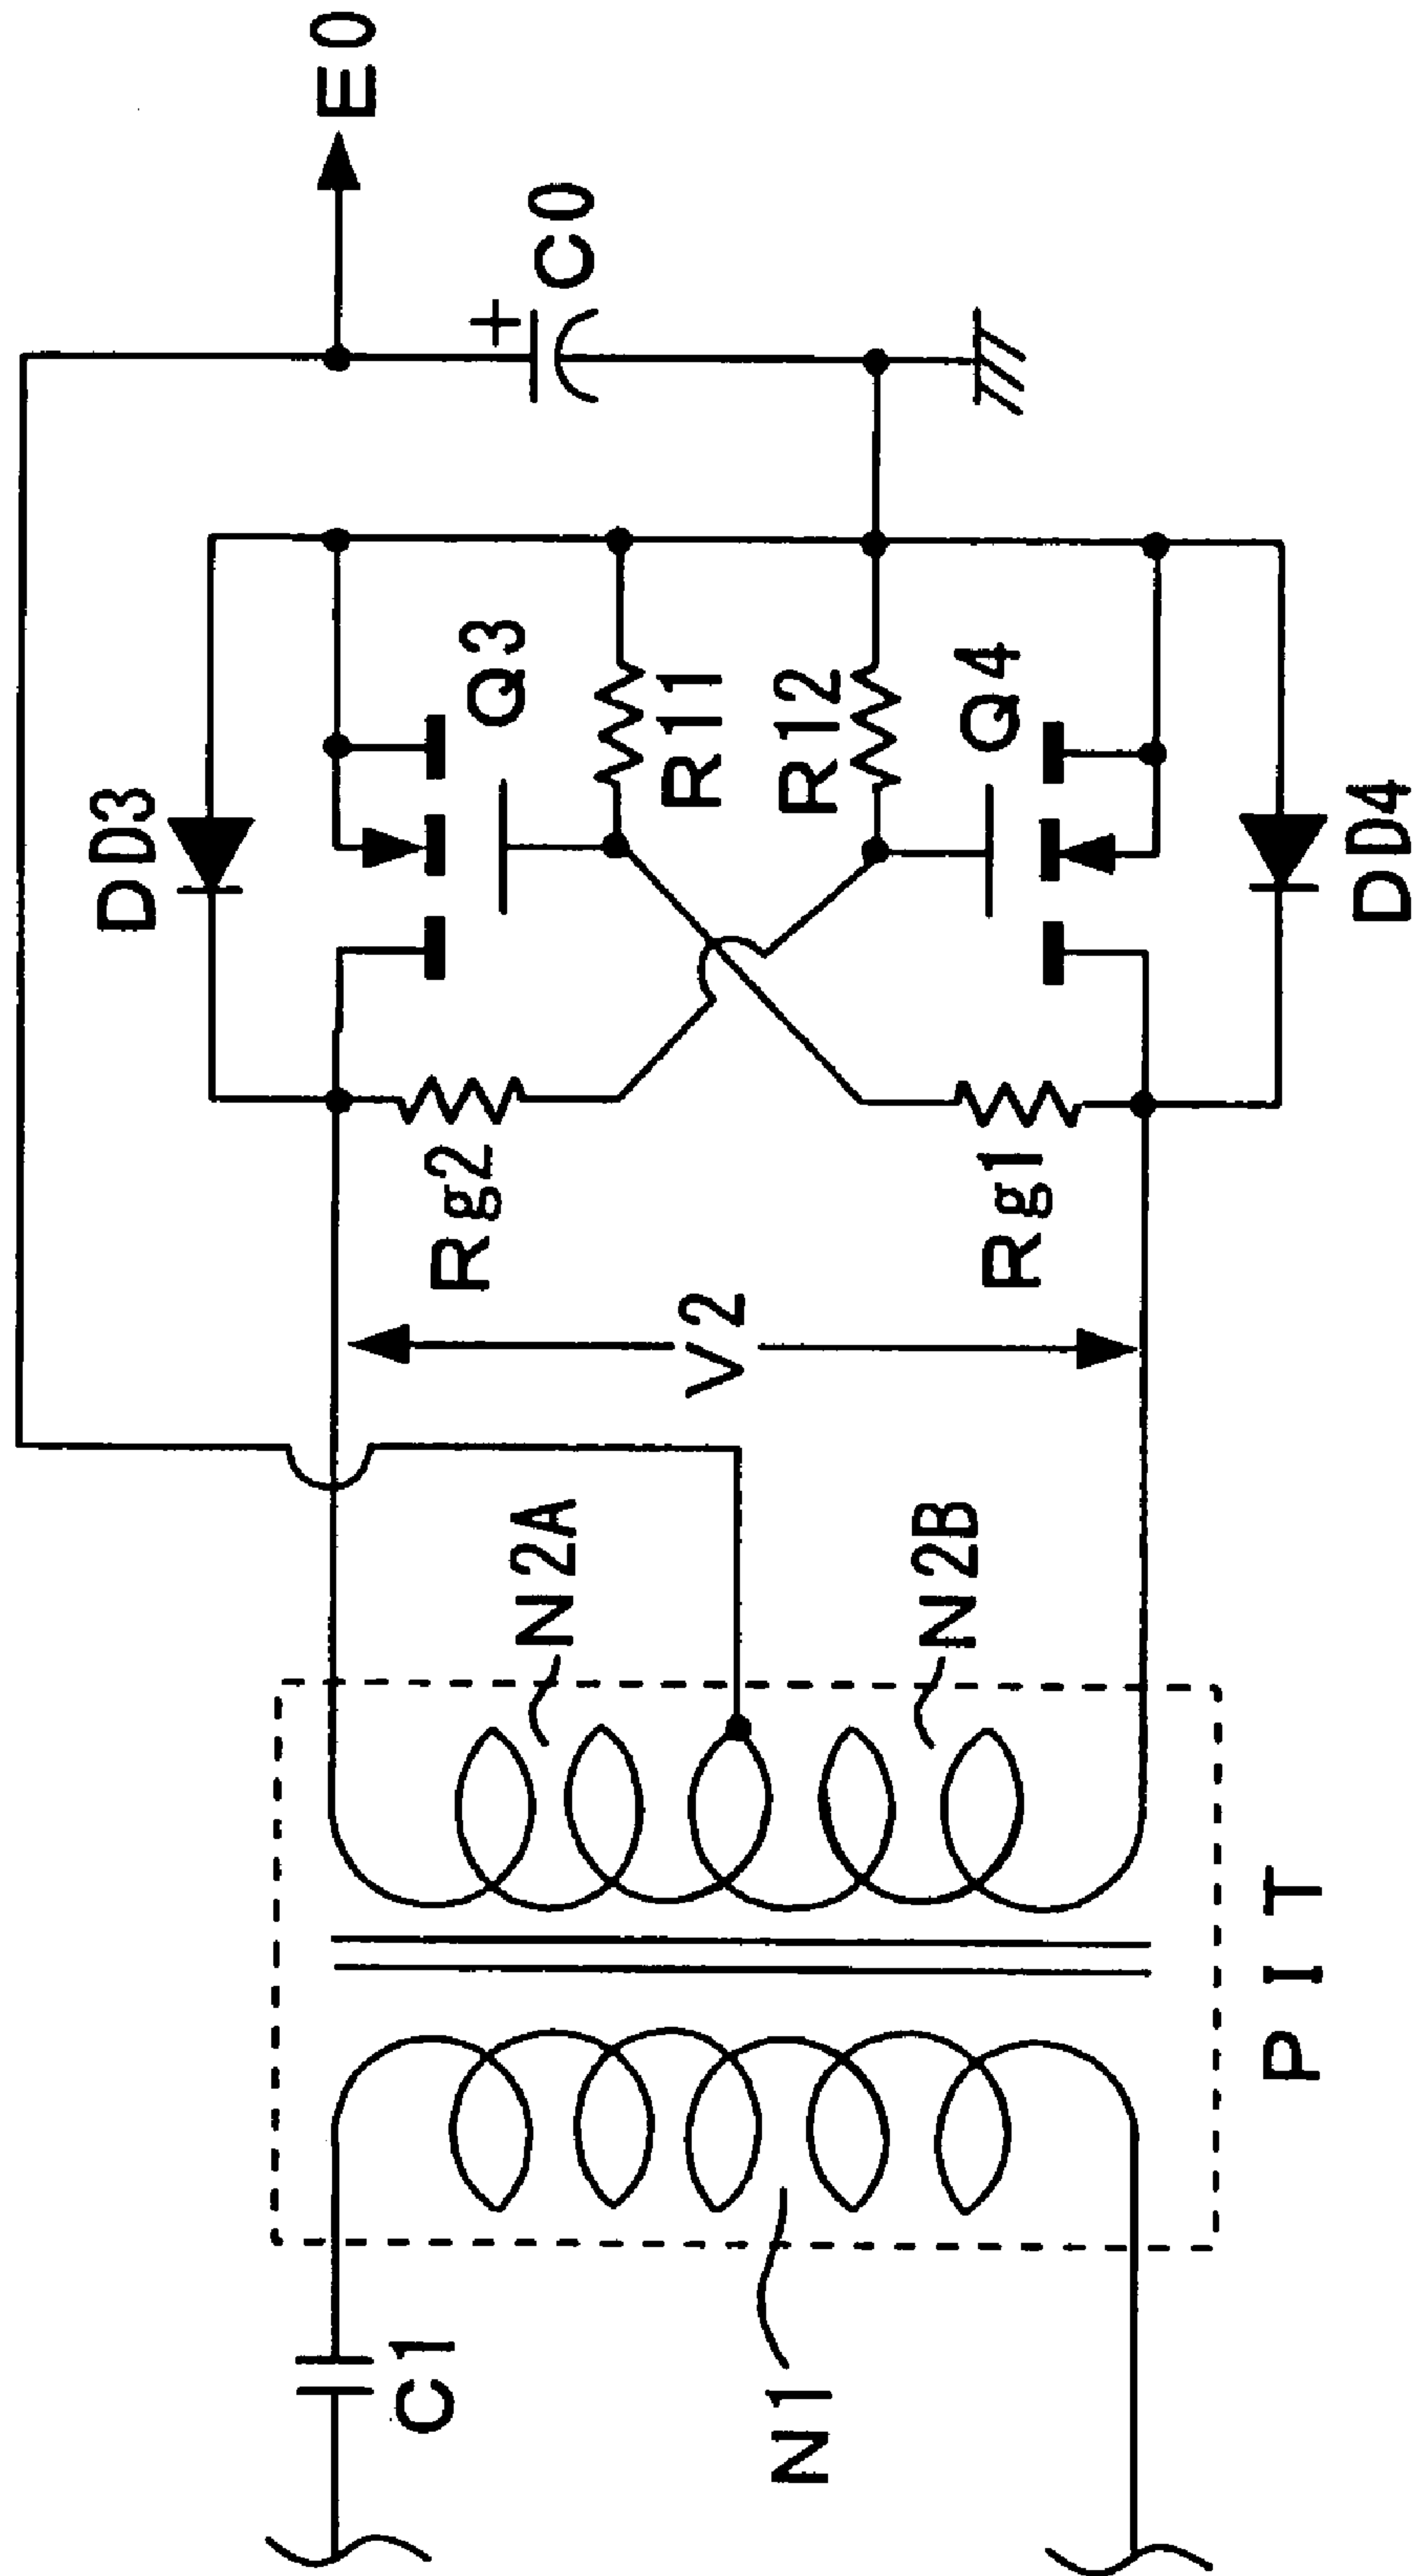 E0
C0
DD3
Q3
R11
R12
Q4
DD4
Rg2
Rg1
V2
N2A
N2B
PIT
C1
N1